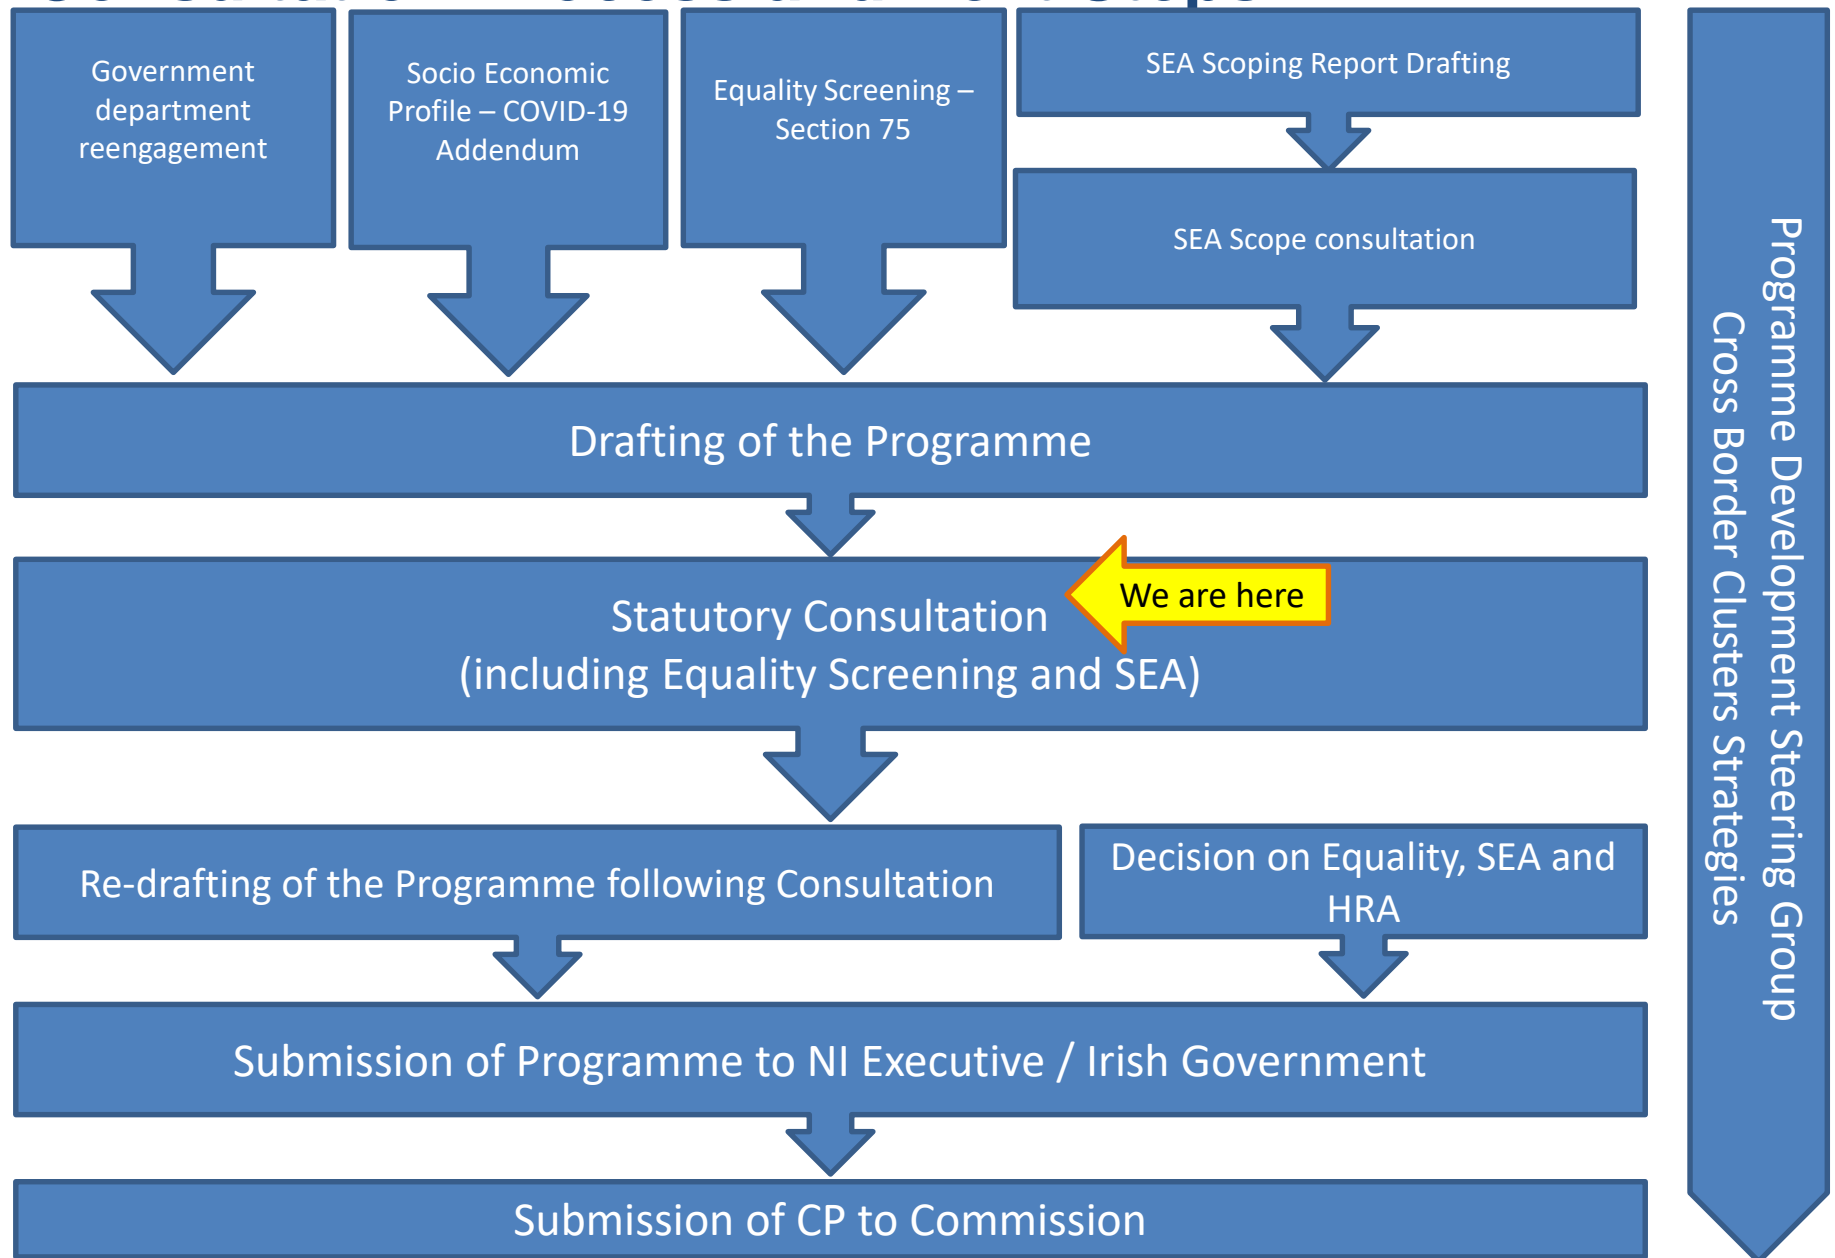 Government
department
reengagement
Socio Economic
Profile – COVID-19
Addendum
Equality Screening –
Section 75
SEA Scoping Report Drafting
SEA Scope consultation
Drafting of the Programme
We are here
Statutory Consultation
(including Equality Screening and SEA)
Re-drafting of the Programme following Consultation
Decision on Equality, SEA and
HRA
Submission of Programme to NI Executive / Irish Government
Submission of CP to Commission
Programme Development Steering Group
Cross Border Clusters Strategies